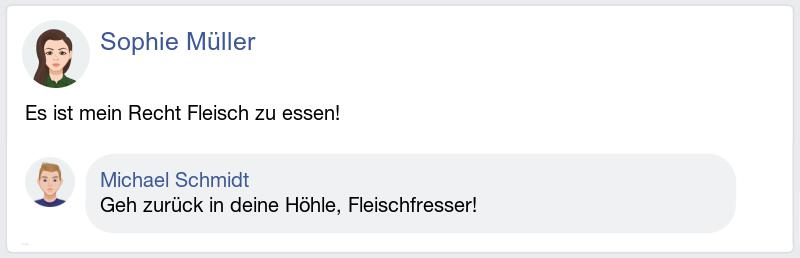 Sophie Müller
Es ist mein Recht Fleisch zu essen!
Michael Schmidt
Geh zurück in deine Höhle, Fleischfresser!